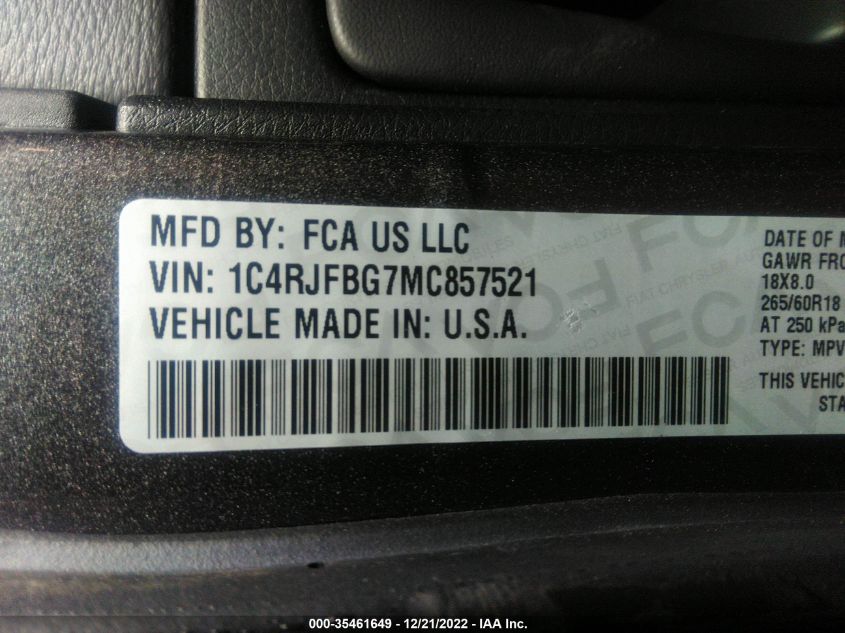 MFD BY: FCA US LLC
VIN: 1C4RJFBG7MC857521
VEHICLE MADE IN: U.S.A.
DATE OF M
GAWR FRO
18X8.0
265/60R18
AT 250 kPa
TYPE: MPV
THIS VEHIC
STA
000-35461649 - 12/21/2022 - IAA Inc.